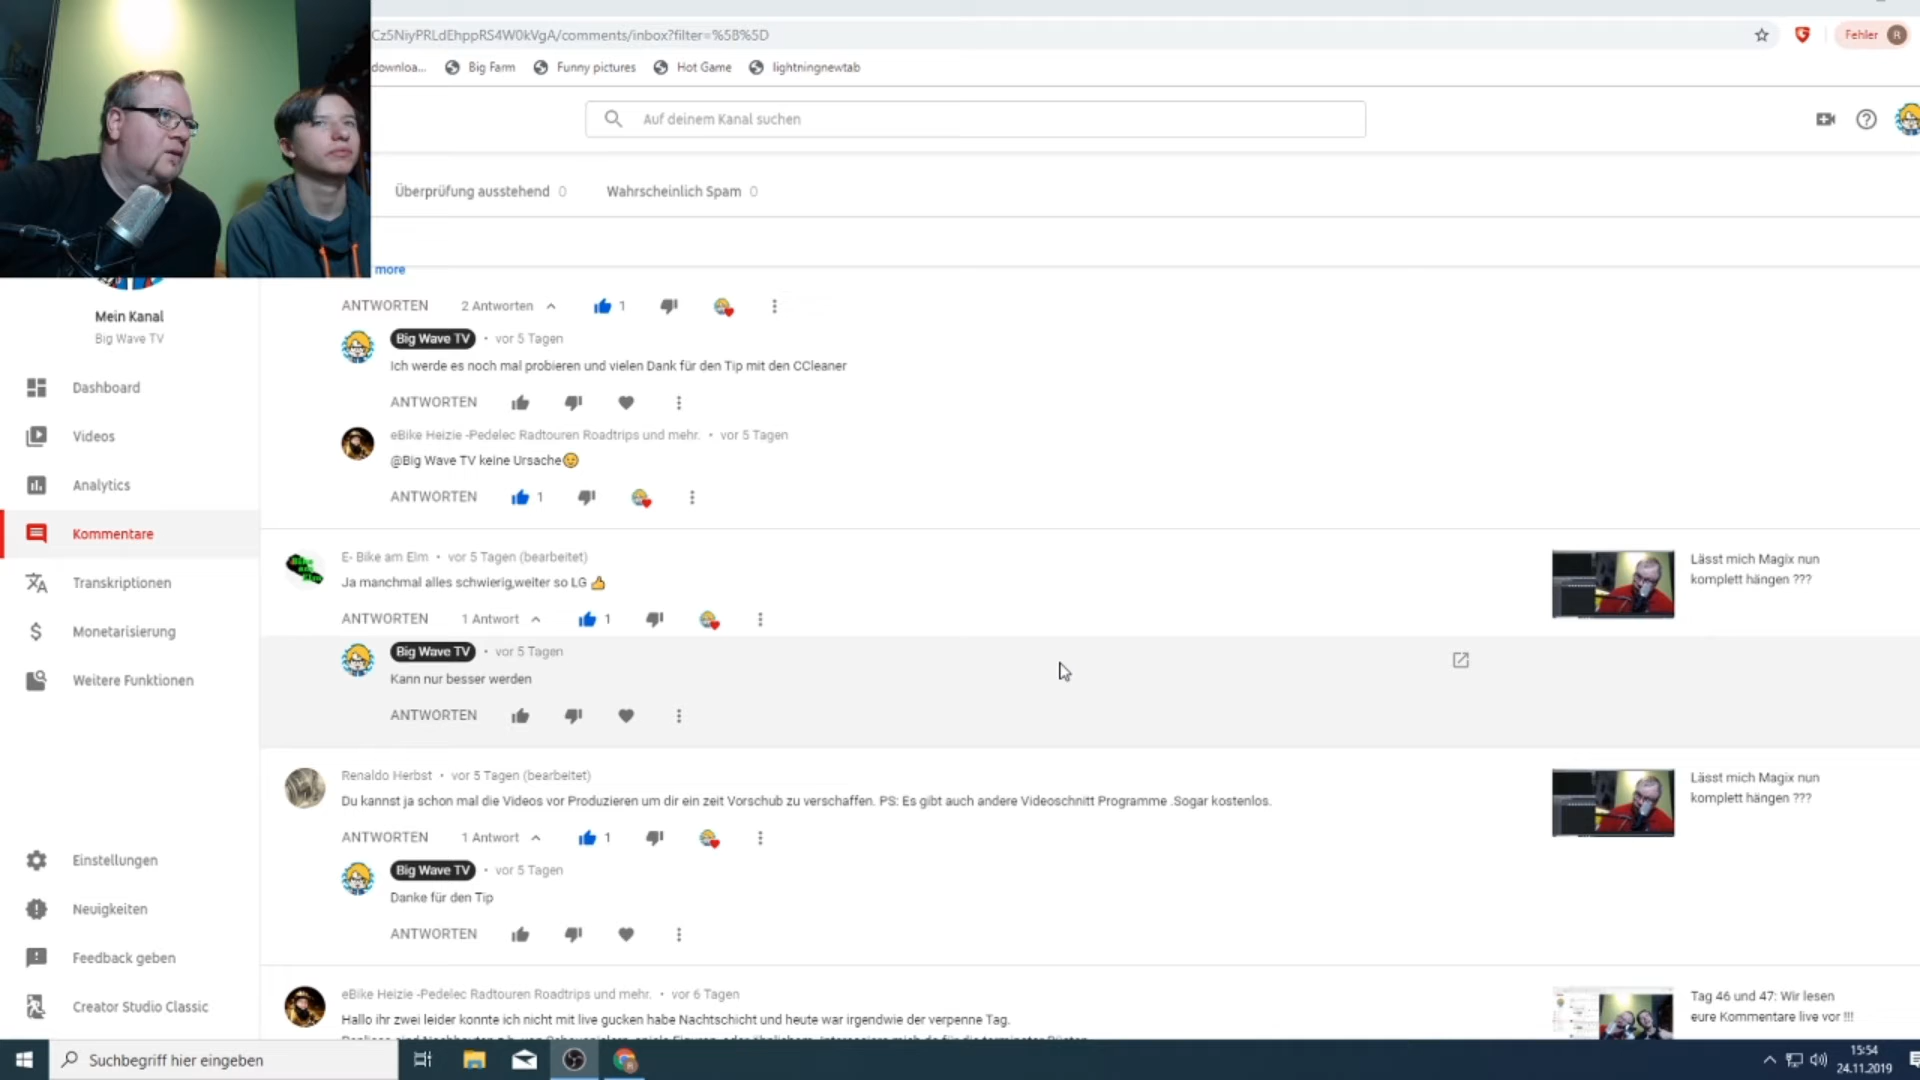 Cz5NiyPRLdEhppRS4W0kVgA/comments/inbox?filter=%5B%5D
Fehler R
downloa... Big Farm Funny pictures Hot Game lightningnewtab
Auf deinem Kanal suchen
Überprüfung ausstehend 0 Wahrscheinlich Spam 0
more
ANTWORTEN 2 Antworten 1
Big Wave TV • vor 5 Tagen
Ich werde es noch mal probieren und vielen Dank für den Tip mit den CCleaner
ANTWORTEN
eBike Heizie -Pedelec Radtouren Roadtrips und mehr. • vor 5 Tagen
@Big Wave TV keine Ursache
ANTWORTEN 1
Mein Kanal
Big Wave TV
Dashboard
Videos
Analytics
Kommentare
Transkriptionen
Monetarisierung
Weitere Funktionen
Einstellungen
Neuigkeiten
Feedback geben
Creator Studio Classic
E- Bike am Elm • vor 5 Tagen (bearbeitet)
Ja manchmal alles schwierig,weiter so LG
ANTWORTEN 1 Antwort 1
Lässt mich Magix nun
komplett hängen ???
Big Wave TV • vor 5 Tagen
Kann nur besser werden
ANTWORTEN
Renaldo Herbst • vor 5 Tagen (bearbeitet)
Du kannst ja schon mal die Videos vor Produzieren um dir ein zeit Vorschub zu verschaffen. PS: Es gibt auch andere Videoschnitt Programme .Sogar kostenlos.
ANTWORTEN 1 Antwort 1
Lässt mich Magix nun
komplett hängen ???
Big Wave TV • vor 5 Tagen
Danke für den Tip
ANTWORTEN
eBike Heizie -Pedelec Radtouren Roadtrips und mehr. • vor 6 Tagen
Hallo ihr zwei leider konnte ich nicht mit live gucken habe Nachtschicht und heute war irgendwie der verpenne Tag.
Tag 46 und 47: Wir lesen
eure Kommentare live vor !!!
Suchbegriff hier eingeben
15:54
24.11.2019